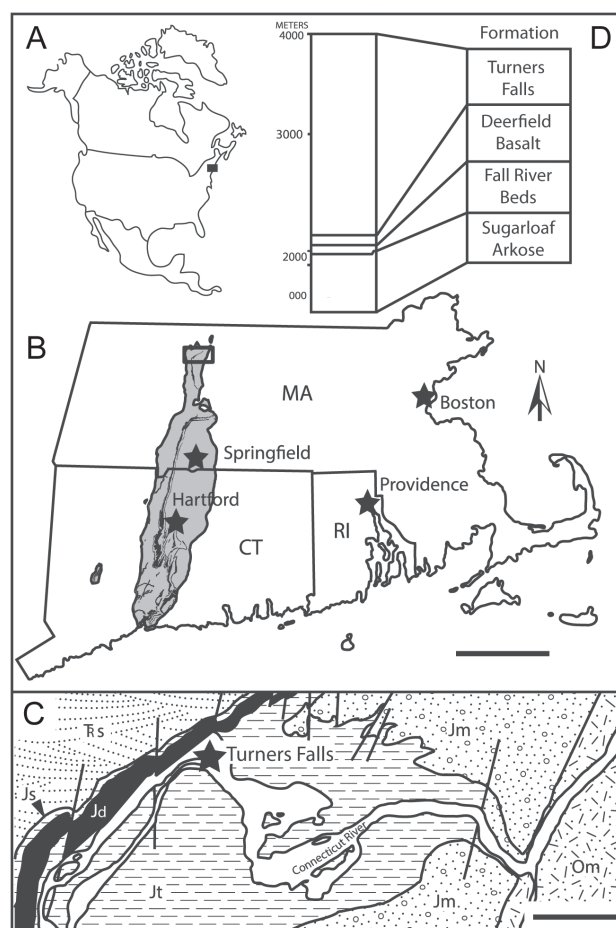 A
METERS
4000
3000
2000
000
D
Formation
Turners
Falls
Deerfield
Basalt
Fall River
Beds
Sugarloaf
Arkose
B
MA
Boston
N
Springfield
Hartford
Providence
CT
RI
C
Ʀs
Turners Falls
Jm
Js
Jd
Connecticut River
Jt
Jm
Om